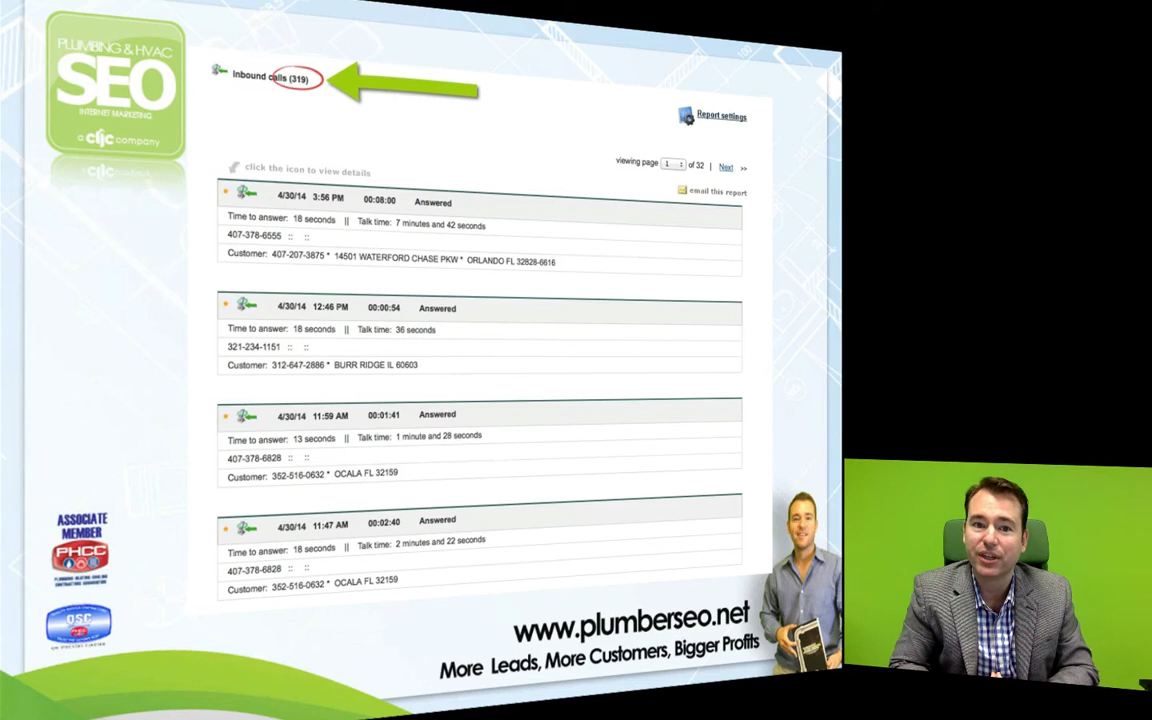 PLUMBING & HVAC
SEO
INTERNET MARKETING
a clic company
Inbound calls (319)
Report settings
viewing page 1 of 32 | Next >>
click the icon to view details
email this report
4/30/14 3:56 PM 00:08:00 Answered
Time to answer: 18 seconds || Talk time: 7 minutes and 42 seconds
407-378-6555 :: ::
Customer: 407-207-3875 * 14501 WATERFORD CHASE PKW * ORLANDO FL 32828-6616
4/30/14 12:46 PM 00:00:54 Answered
Time to answer: 18 seconds || Talk time: 36 seconds
321-234-1151 :: ::
Customer: 312-647-2886 * BURR RIDGE IL 60603
4/30/14 11:59 AM 00:01:41 Answered
Time to answer: 13 seconds || Talk time: 1 minute and 28 seconds
407-378-6828 :: ::
Customer: 352-516-0632 * OCALA FL 32159
4/30/14 11:47 AM 00:02:40 Answered
Time to answer: 18 seconds || Talk time: 2 minutes and 22 seconds
407-378-6828 :: ::
Customer: 352-516-0632 * OCALA FL 32159
ASSOCIATE
MEMBER
PHCC
PLUMBING-HEATING-COOLING
CONTRACTORS ASSOCIATION
QSC
PHCC
www.plumberseo.net
More Leads, More Customers, Bigger Profits